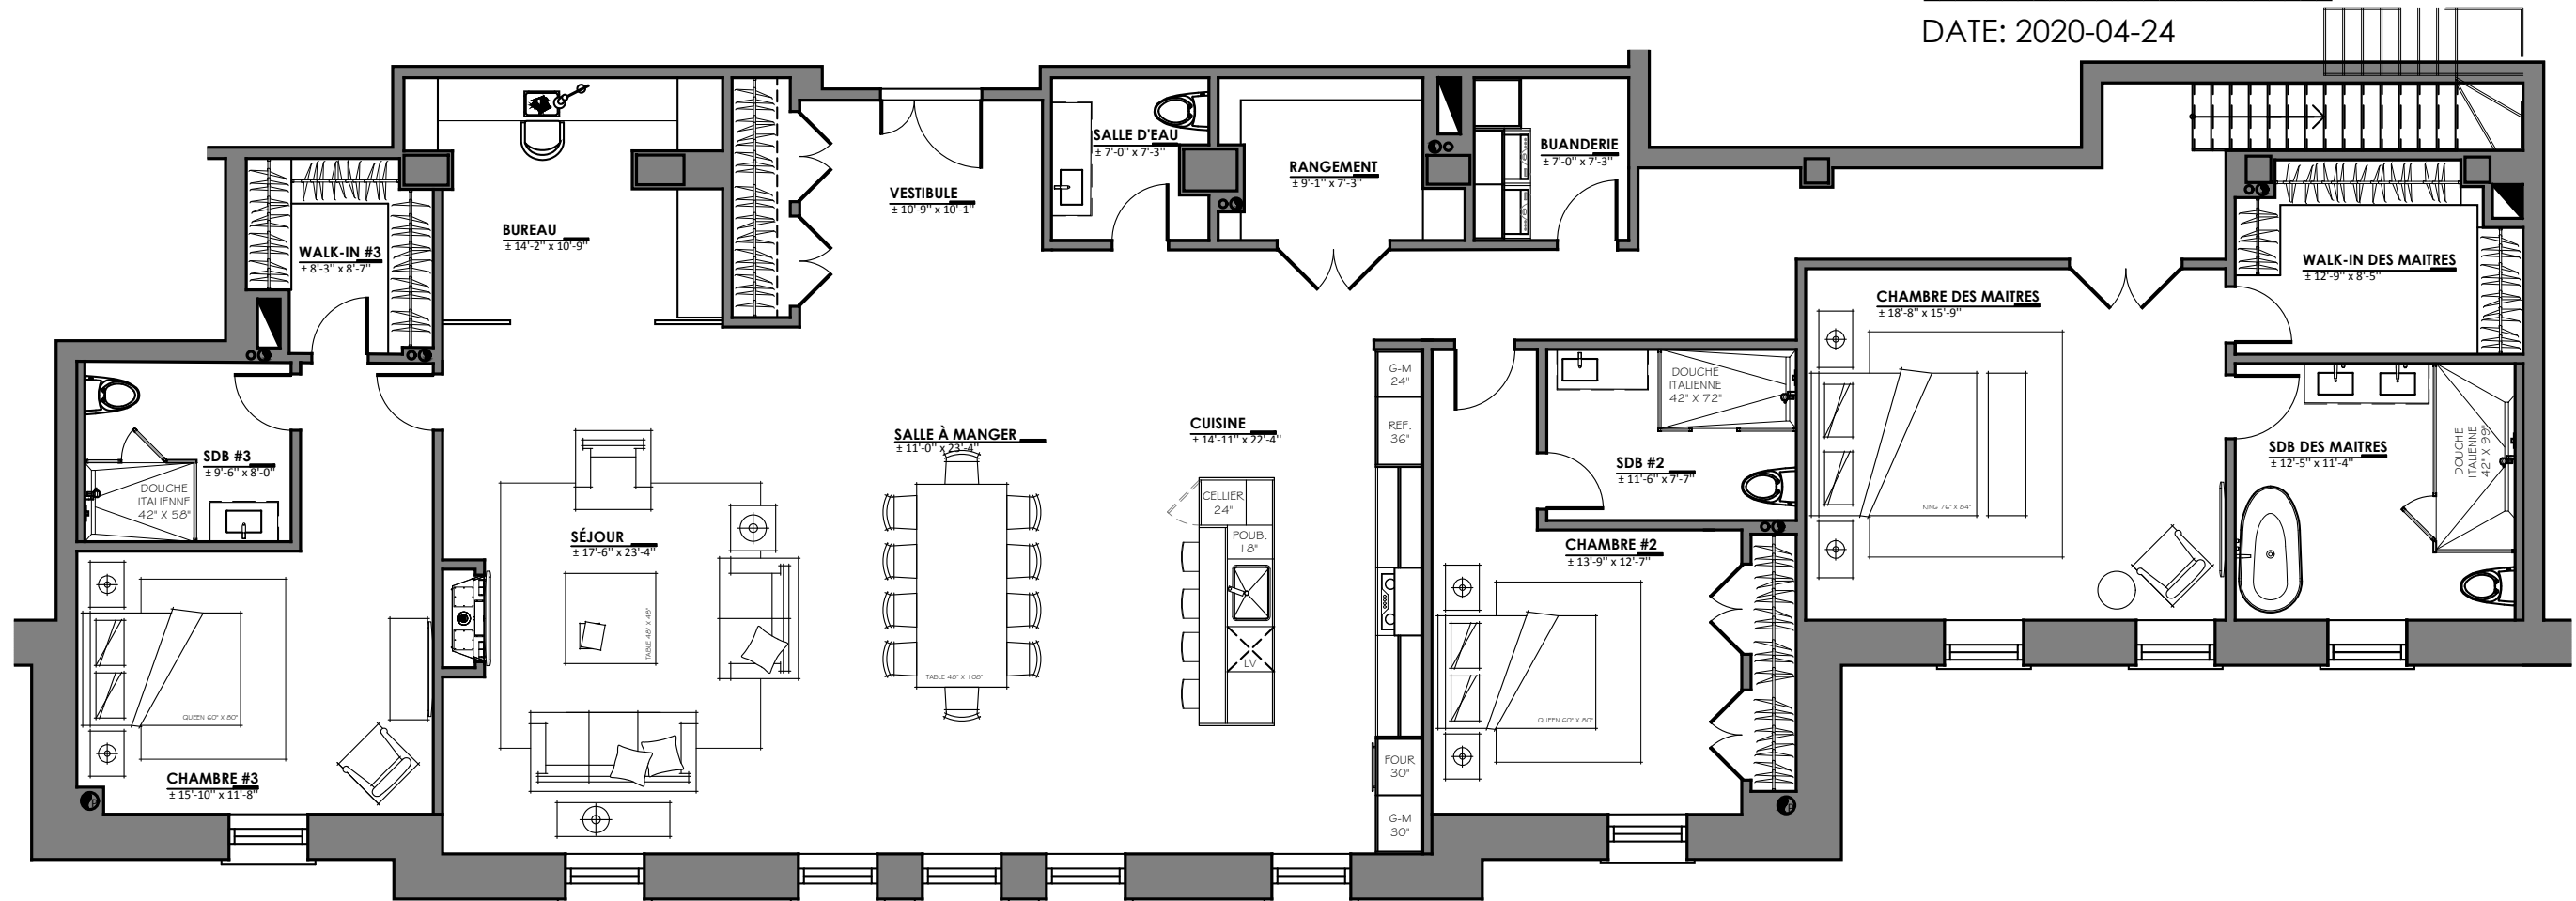 DATE: 2020-04-24
SALLE D'EAU
± 7'-0" x 7'-3"
BUANDERIE
± 7'-0" x 7'-3"
RANGEMENT
± 9'-1" x 7'-3"
VESTIBULE
± 10'-9" x 10'-1"
BUREAU
± 14'-2" x 10'-9"
WALK-IN #3
± 8'-3" x 8'-7"
WALK-IN DES MAITRES
± 12'-9" x 8'-5"
CHAMBRE DES MAITRES
± 18'-8" x 15'-9"
G-M
24"
DOUCHE
ITALIENNE
42" X 72"
REF.
36"
CUISINE
± 14'-11" x 22'-4"
SALLE À MANGER
± 11'-0" x 23'-4"
SDB #3
± 9'-6" x 8'-0"
SDB #2
± 11'-6" x 7'-7"
SDB DES MAITRES
± 12'-5" x 11'-4"
DOUCHE
ITALIENNE
42" X 99"
DOUCHE
ITALIENNE
42" X 58"
CELLIER
24"
KING 76" X 84"
SÉJOUR
± 17'-6" x 23'-4"
POUB.
18"
CHAMBRE #2
± 13'-9" x 12'-7"
TABLE 48" X 48"
LV
TABLE 48" X 108"
QUEEN 60" X 80"
QUEEN 60" X 80"
FOUR
30"
CHAMBRE #3
± 15'-10" x 11'-8"
G-M
30"